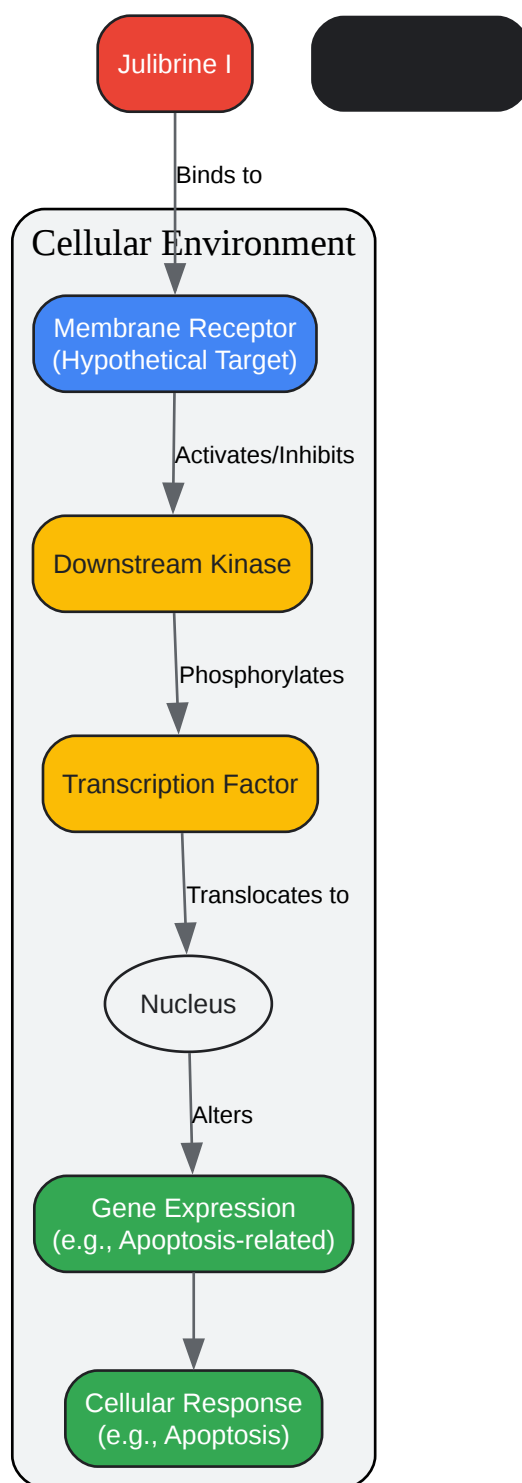 Julibrine I
Binds to
Cellular Environment
Membrane Receptor
(Hypothetical Target)
Activates/Inhibits
Downstream Kinase
Phosphorylates
Transcription Factor
Translocates to
Nucleus
Alters
Gene Expression
(e.g., Apoptosis-related)
Cellular Response
(e.g., Apoptosis)